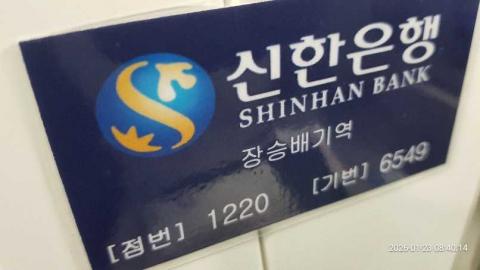 신한은행
SHINHAN BANK
장승배기역
[점번] 1220 [기번] 6549
2026/01/23 08:40:14